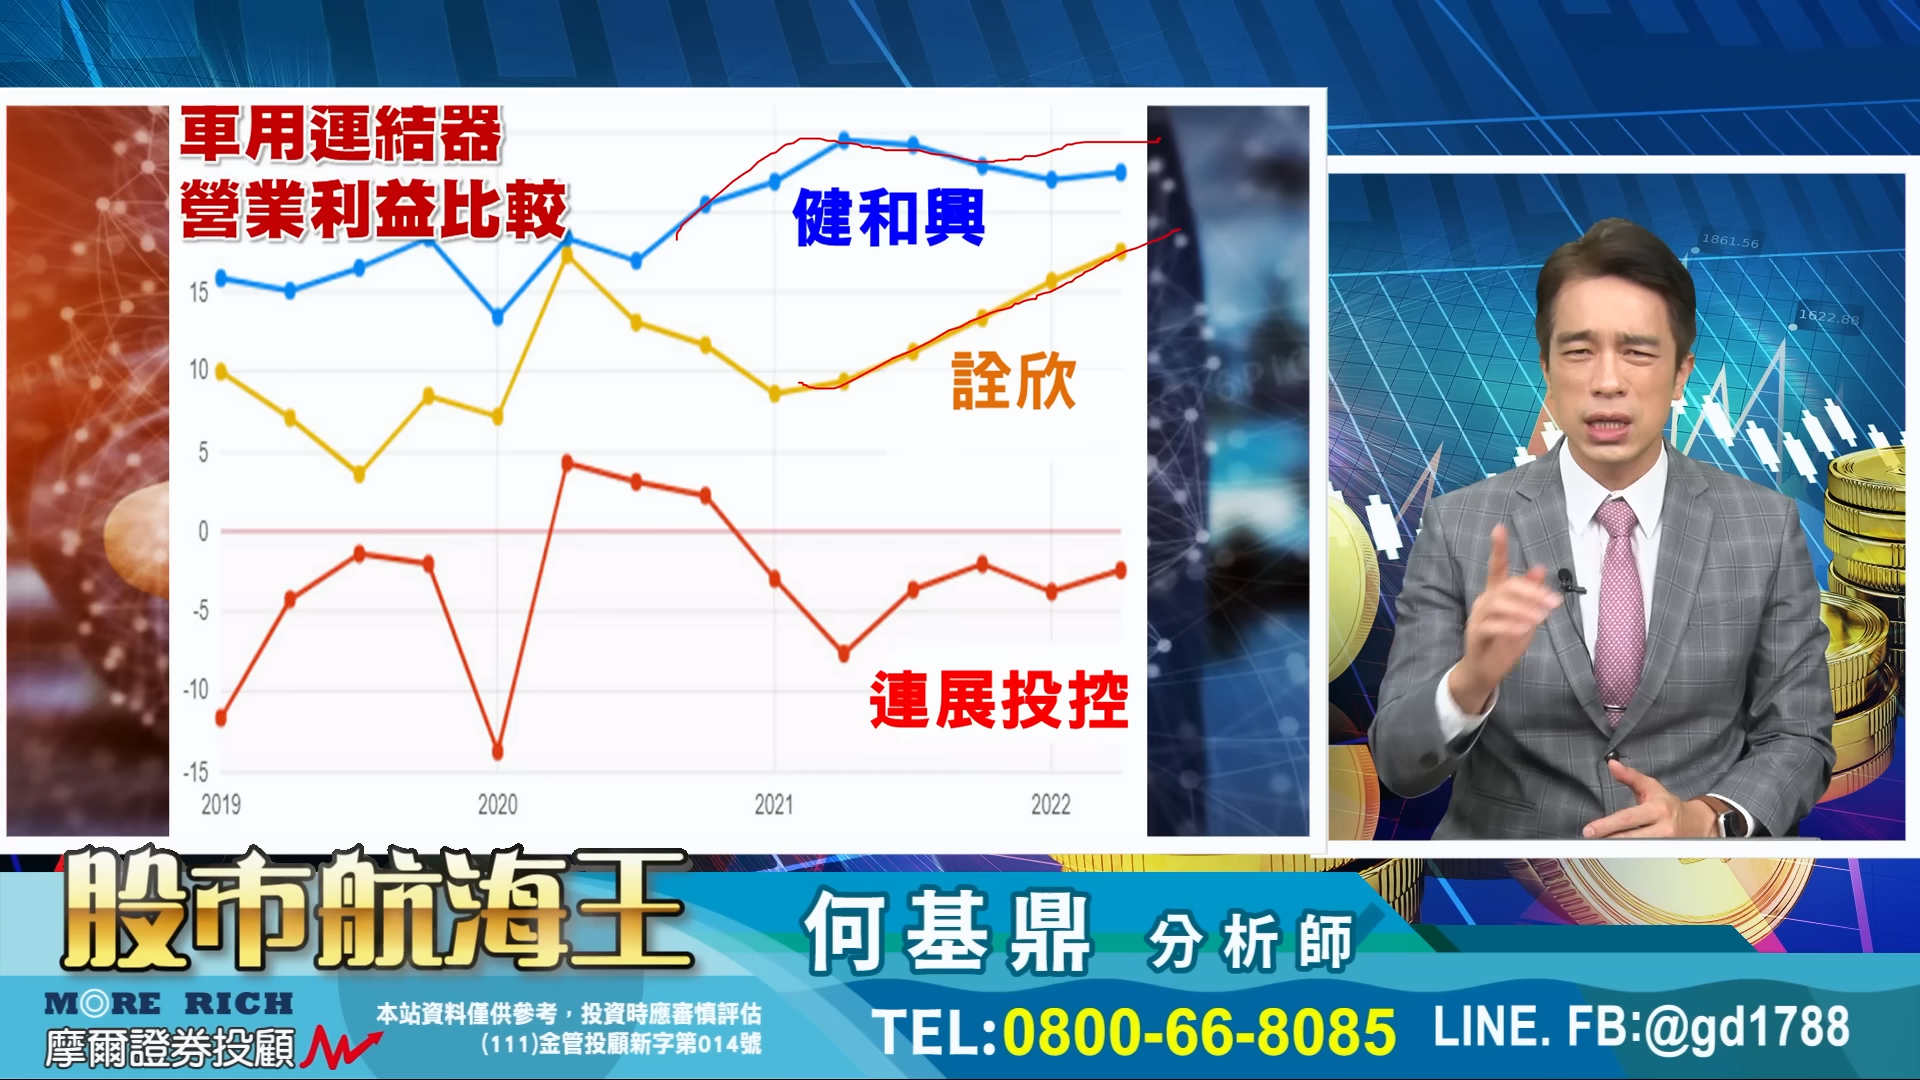 車用連結器
營業利益比較
健和興
詮欣
連展投控
15
10
5
0
-5
-10
-15
2019
2020
2021
2022
1861.56
1622.88
股市航海王
何基鼎 分析師
MORE RICH
摩爾證券投顧
本站資料僅供參考，投資時應審慎評估
(111)金管投顧新字第014號
TEL:0800-66-8085
LINE. FB:@gd1788